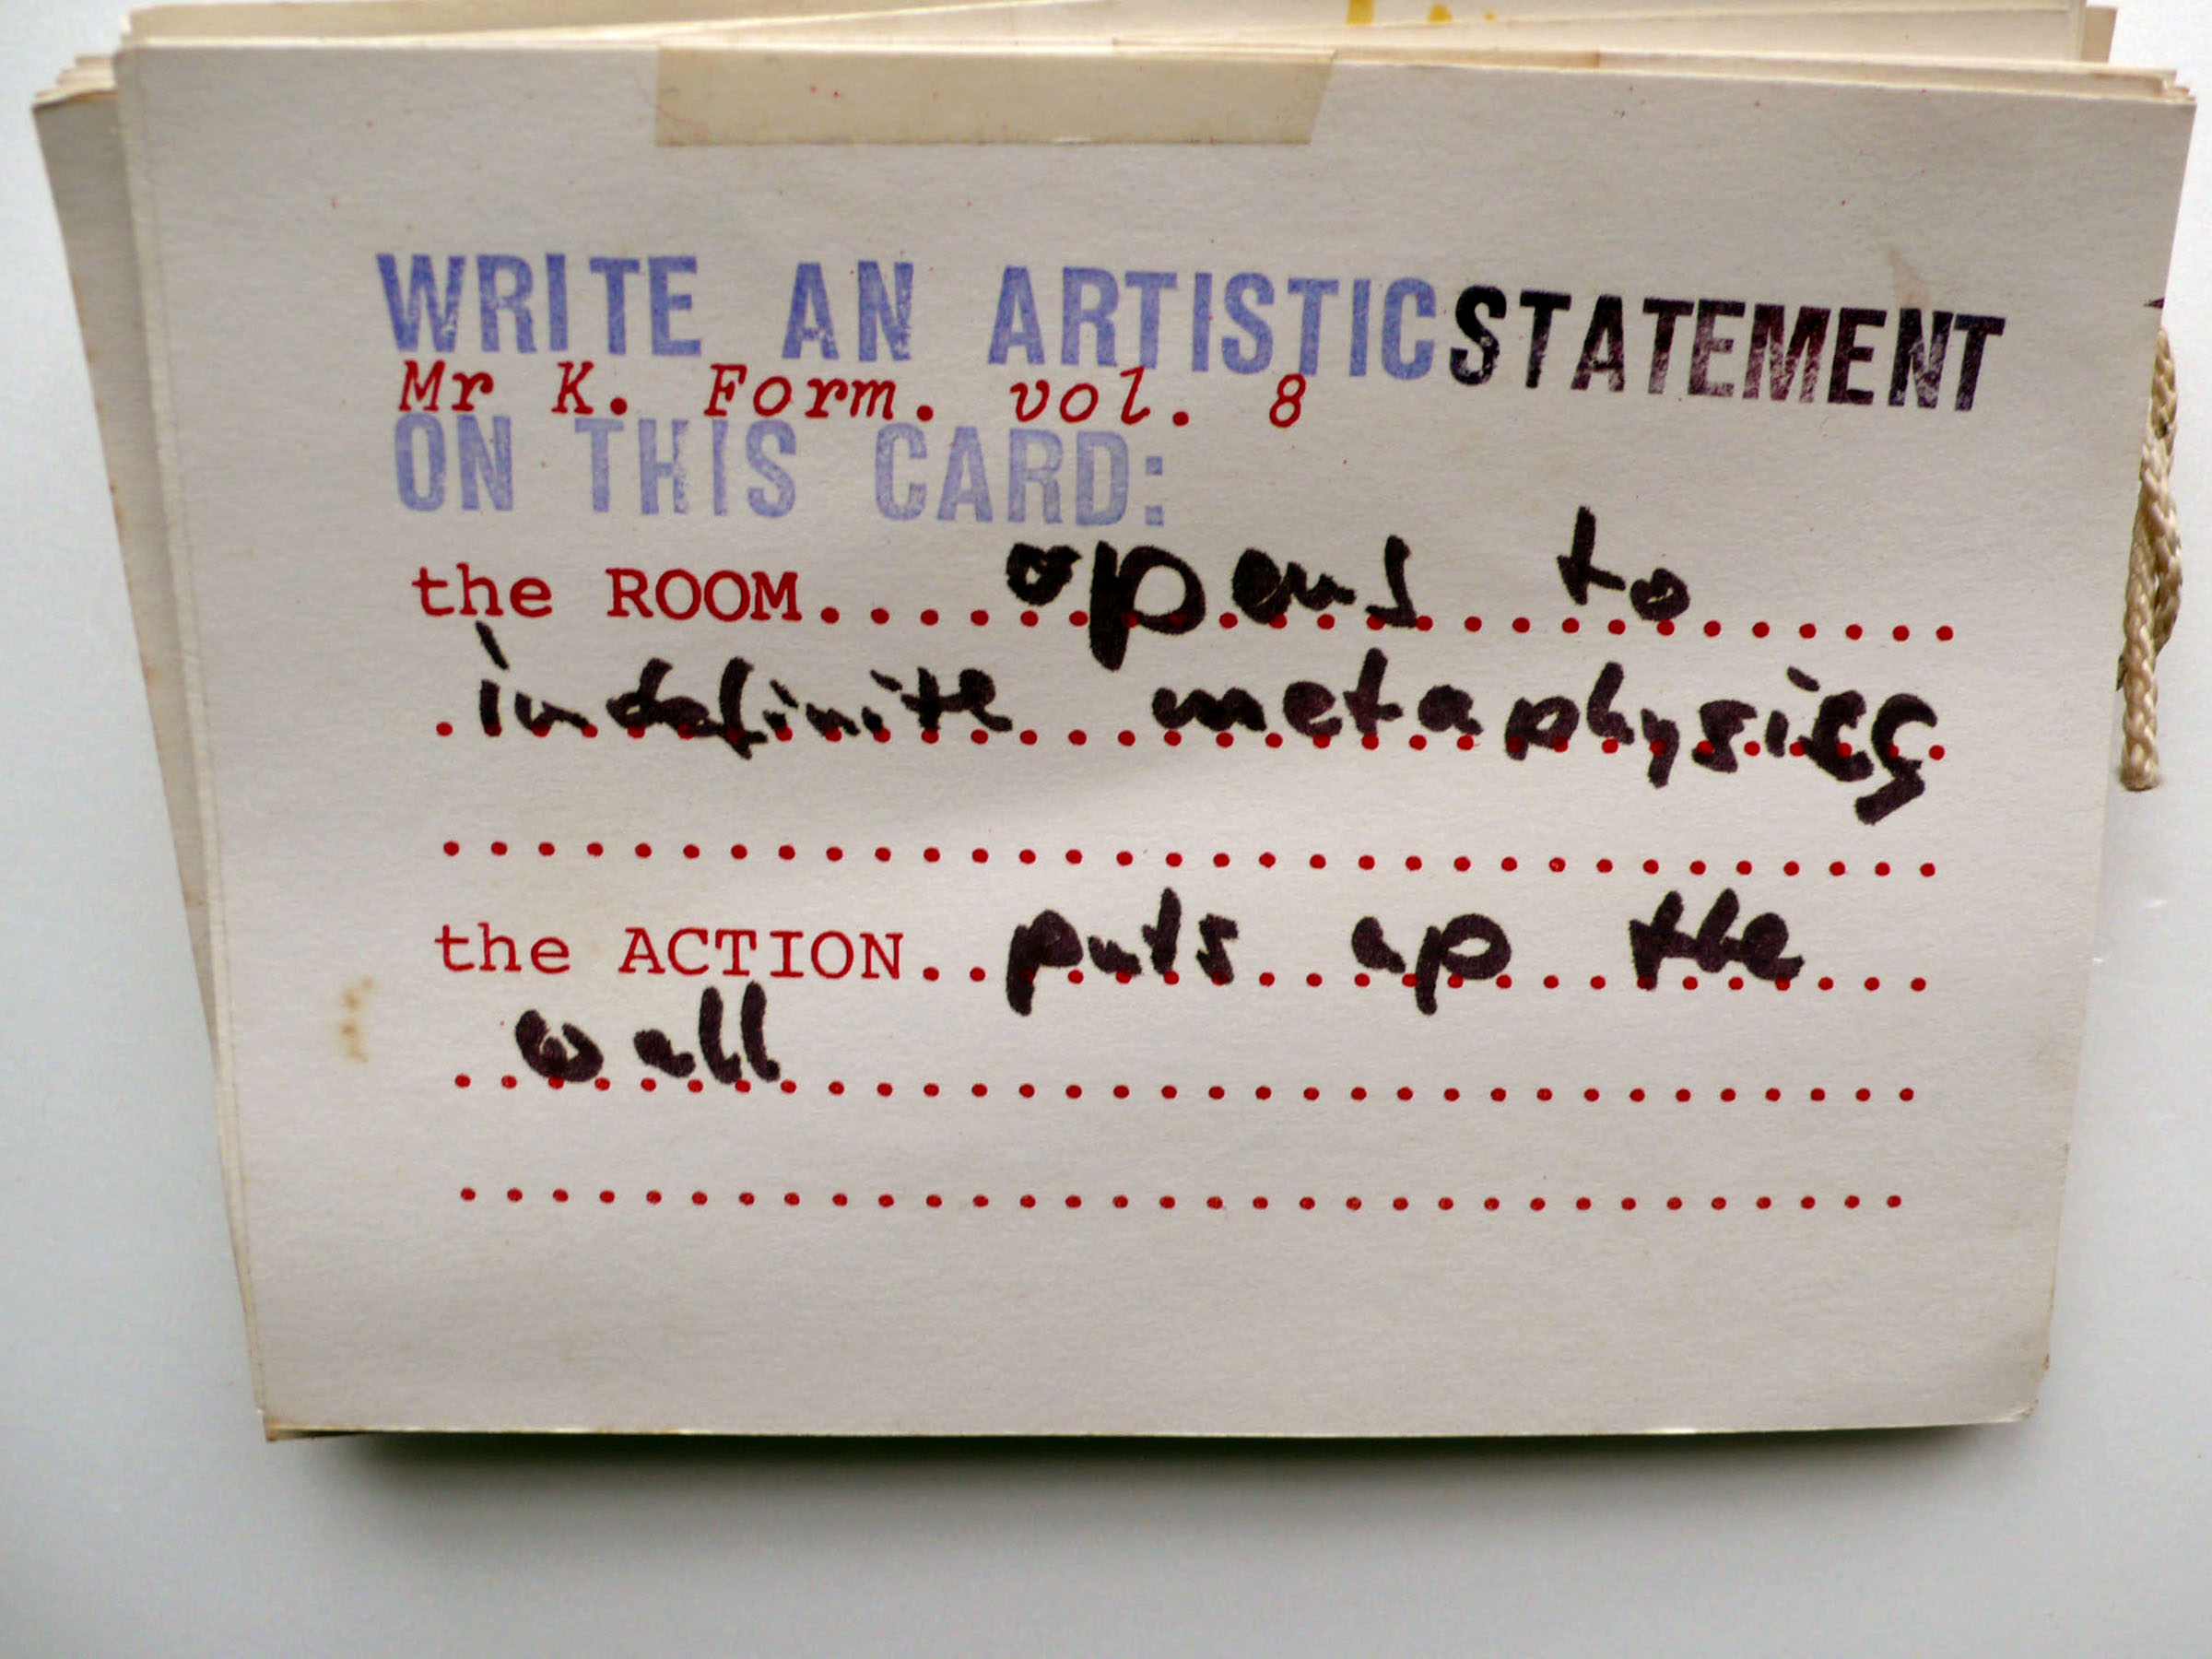 WRITE AN ARTISTIC STATEMENT
Mr K. Form. vol. 8
ON THIS CARD:
the ROOM.... opens to
indefinite metaphysics
the ACTION.. puts up the
wall